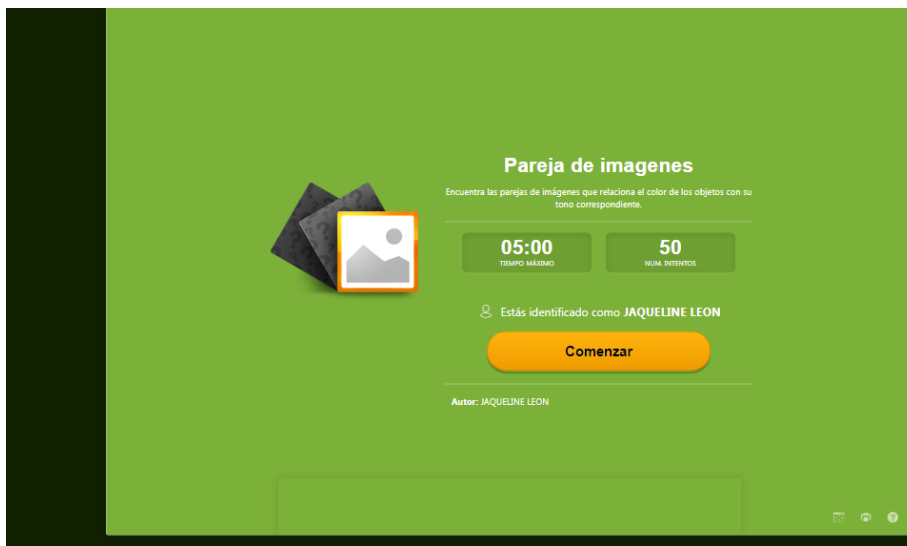 Pareja de imagenes
Encuentra las parejas de imágenes que relaciona el color de los objetos con su
tono correspondiente.
05:00
TIEMPO MÁXIMO
50
NUM. INTENTOS
Estás identificado como JAQUELINE LEON
Comenzar
Autor: JAQUELINE LEON